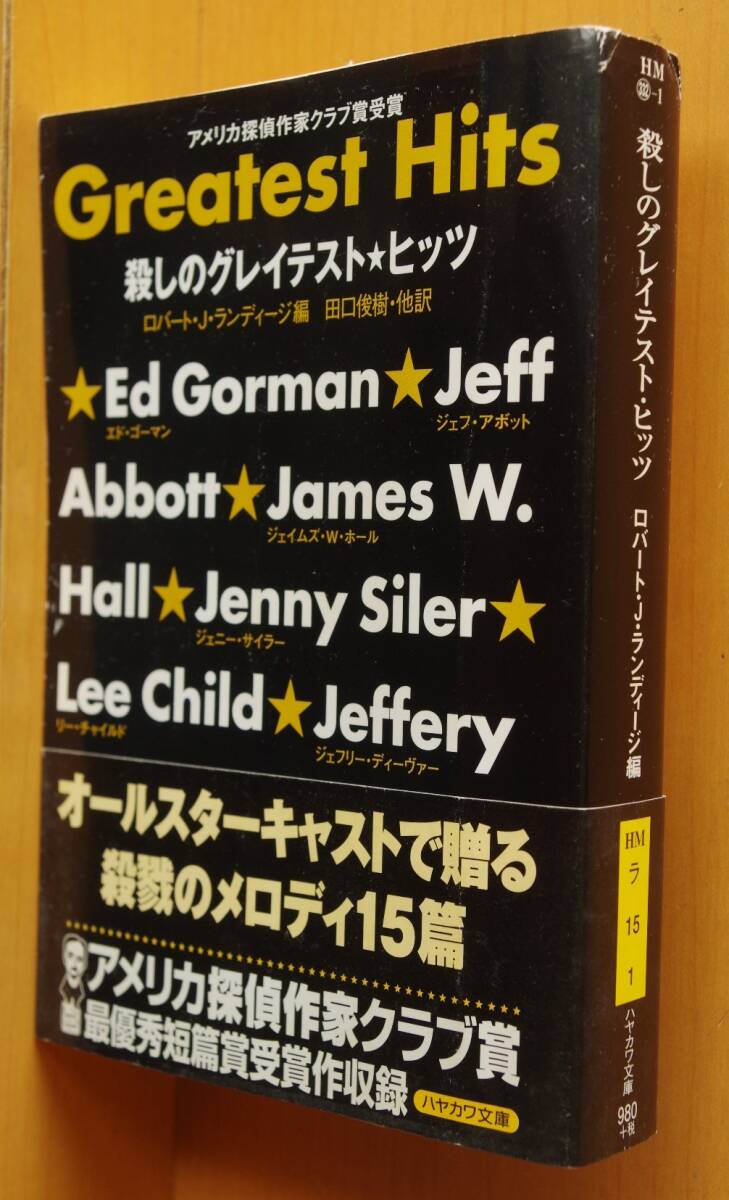 アメリカ探偵作家クラブ賞受賞
Greatest Hits
殺しのグレイテスト★ヒッツ
ロバート・J・ランディージ編 田口俊樹・他訳
★Ed Gorman★Jeff
エド・ゴーマン ジェフ・アボット
Abbott★James W.
ジェイムズ・W・ホール
Hall★Jenny Siler★
ジェニー・サイラー
Lee Child★Jeffery
リー・チャイルド ジェフリー・ディーヴァー
オールスターキャストで贈る
殺戮のメロディ15篇
アメリカ探偵作家クラブ賞
最優秀短篇賞受賞作収録
ハヤカワ文庫
HM
332-1
殺しのグレイテスト・ヒッツ
ロバート・J・ランディージ編
HM
ラ
15
1
ハヤカワ文庫
980
+税